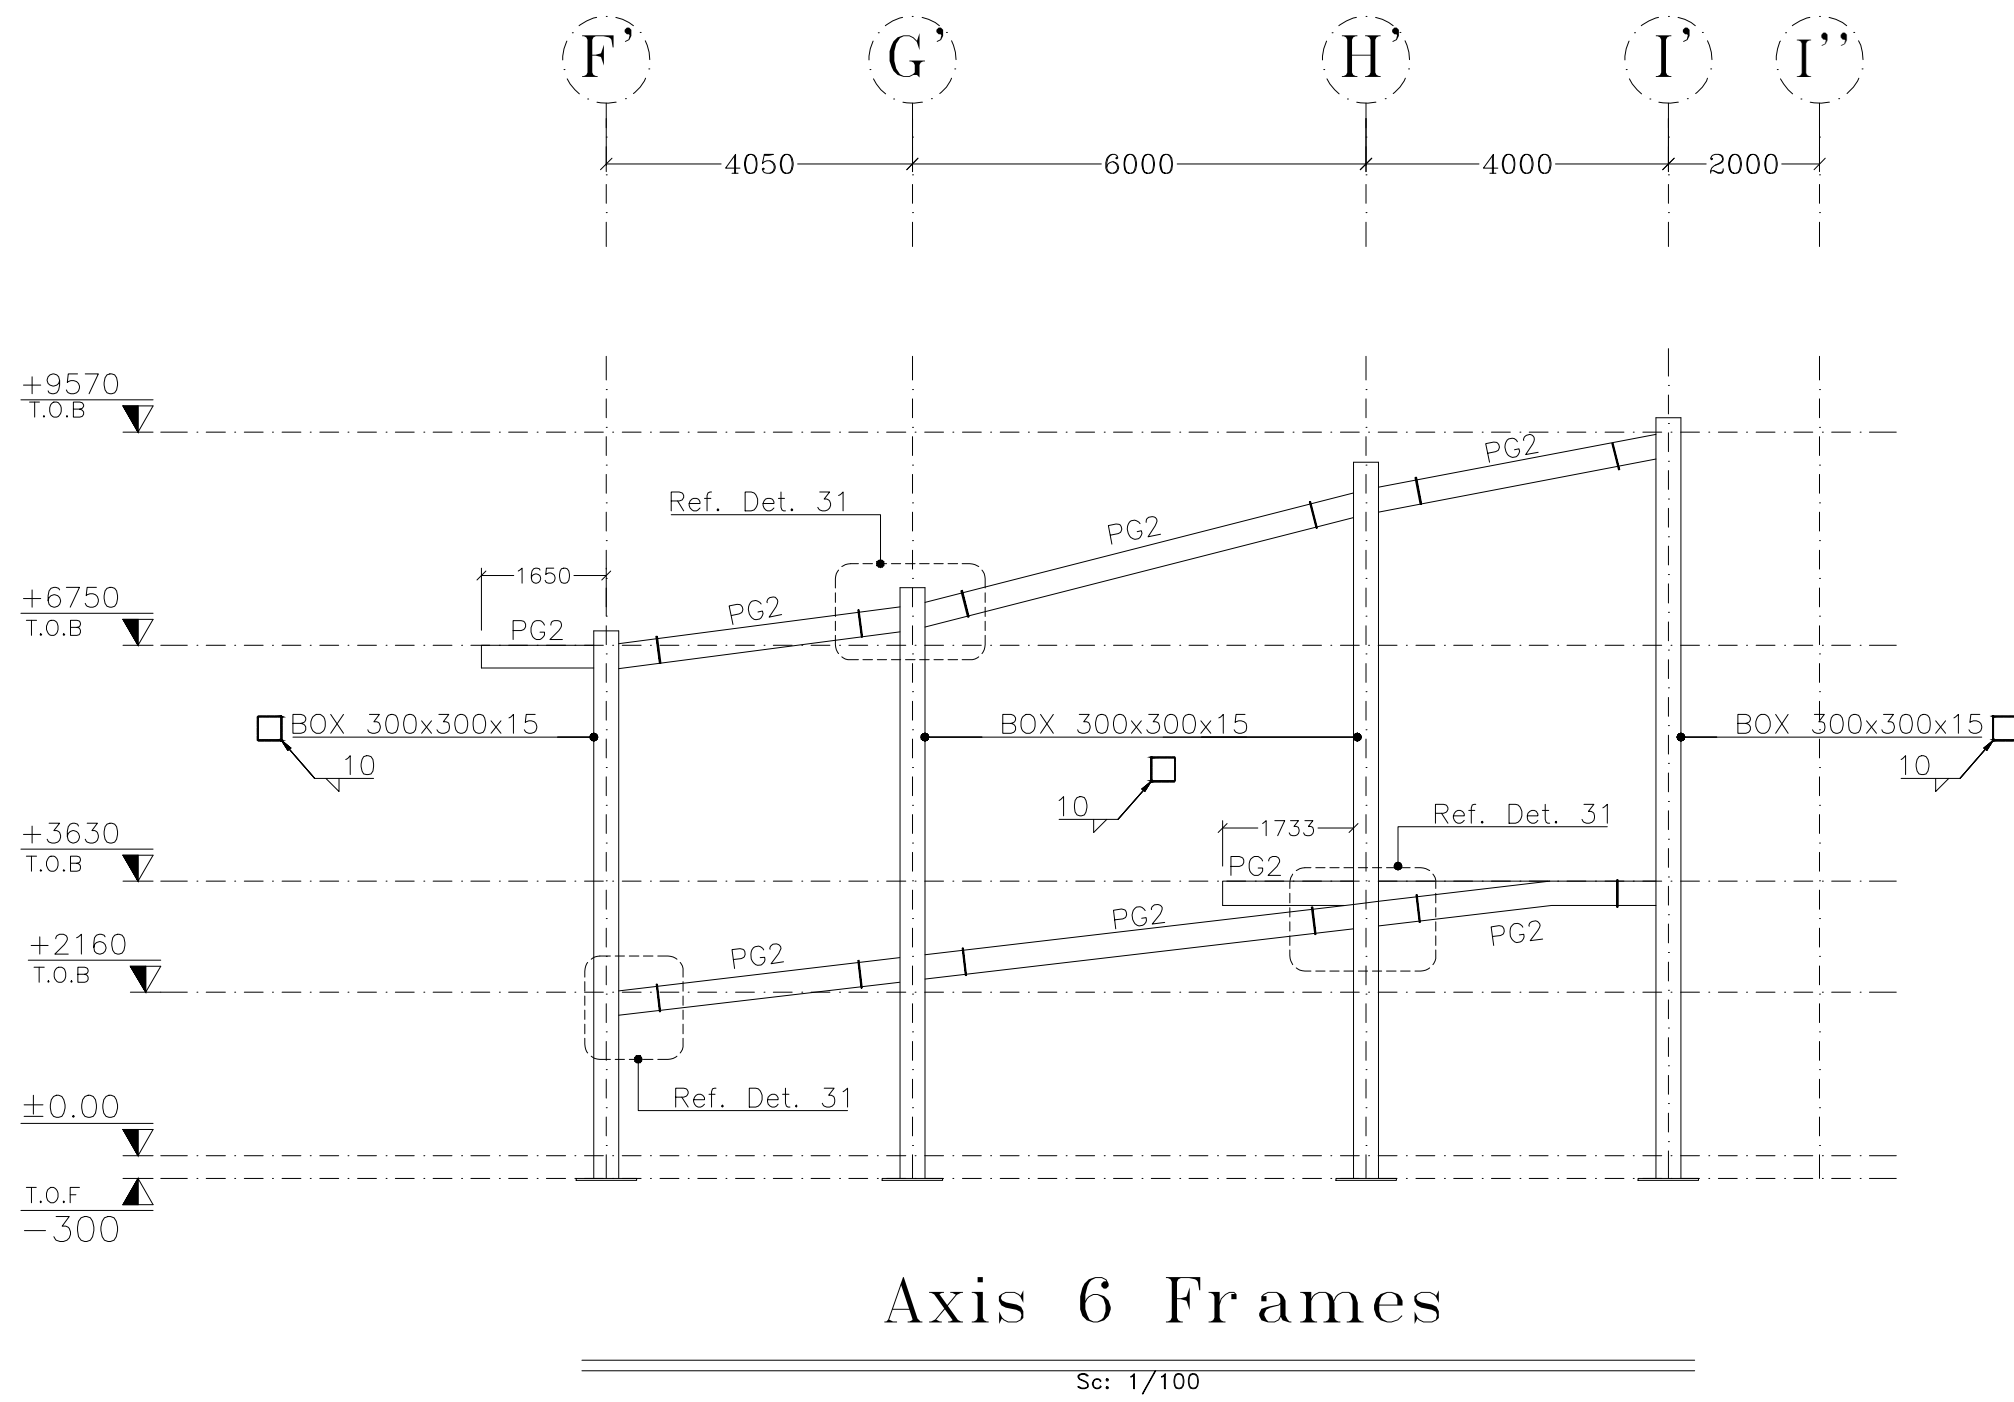 F' G' H' I' I''
4050 6000 4000 2000
+9570
T.O.B
PG2
Ref. Det. 31
PG2
1650
+6750
T.O.B
PG2
PG2
BOX 300x300x15
BOX 300x300x15
BOX 300x300x15
10
10
10
Ref. Det. 31
1733
+3630
T.O.B
PG2
PG2
PG2
+2160
T.O.B
PG2
Ref. Det. 31
±0.00
T.O.F
-300
Axis 6 Frames
Sc: 1/100